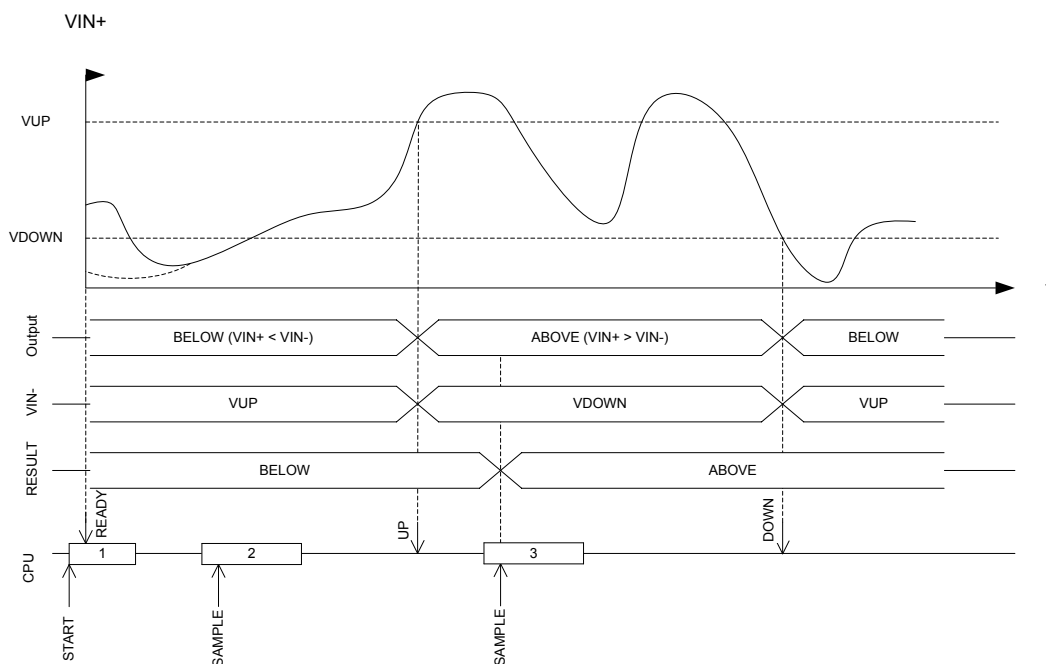 VIN+
VUP
VDOWN
Output
BELOW (VIN+ < VIN-)
ABOVE (VIN+ > VIN-)
BELOW
VIN-
VUP
VDOWN
VUP
RESULT
BELOW
ABOVE
READY
UP
DOWN
CPU
1
2
3
START
SAMPLE
SAMPLE